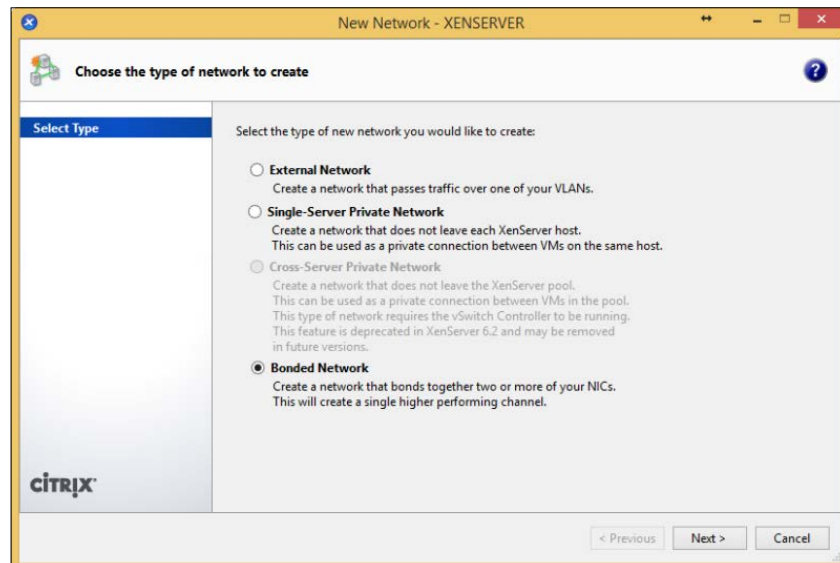 New Network - XENSERVER
Choose the type of network to create
Select Type
Select the type of new network you would like to create:
External Network
Create a network that passes traffic over one of your VLANs.
Single-Server Private Network
Create a network that does not leave each XenServer host.
This can be used as a private connection between VMs on the same host.
Cross-Server Private Network
Create a network that does not leave the XenServer pool.
This can be used as a private connection between VMs in the pool.
This type of network requires the vSwitch Controller to be running.
This feature is deprecated in XenServer 6.2 and may be removed
in future versions.
Bonded Network
Create a network that bonds together two or more of your NICs.
This will create a single higher performing channel.
CITRIX
< Previous Next > Cancel